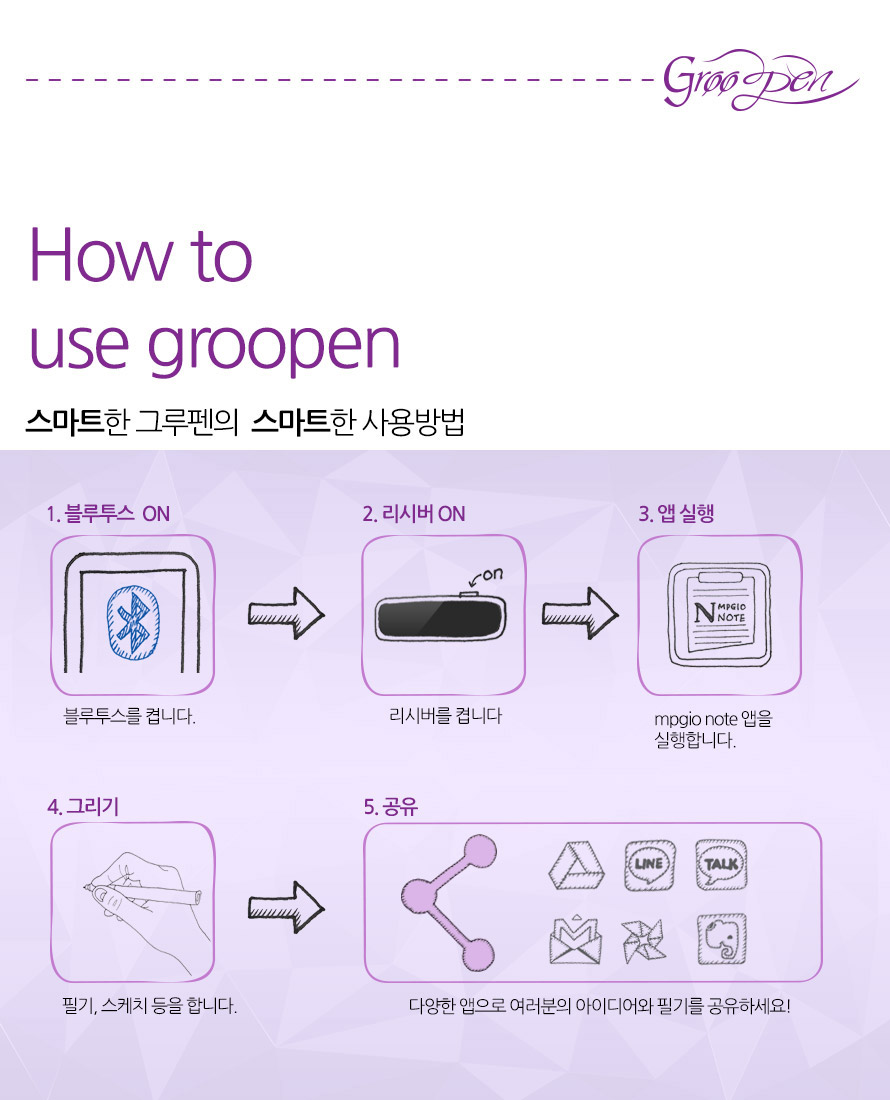 Groopen
How to
use groopen
스마트한 그루펜의 스마트한 사용방법
1. 블루투스 ON
2. 리시버 ON
3. 앱 실행
on
N MPGIO
NOTE
블루투스를 켭니다.
리시버를 켭니다
mpgio note 앱을
실행합니다.
4. 그리기
5. 공유
LINE
TALK
필기, 스케치 등을 합니다.
다양한 앱으로 여러분의 아이디어와 필기를 공유하세요!